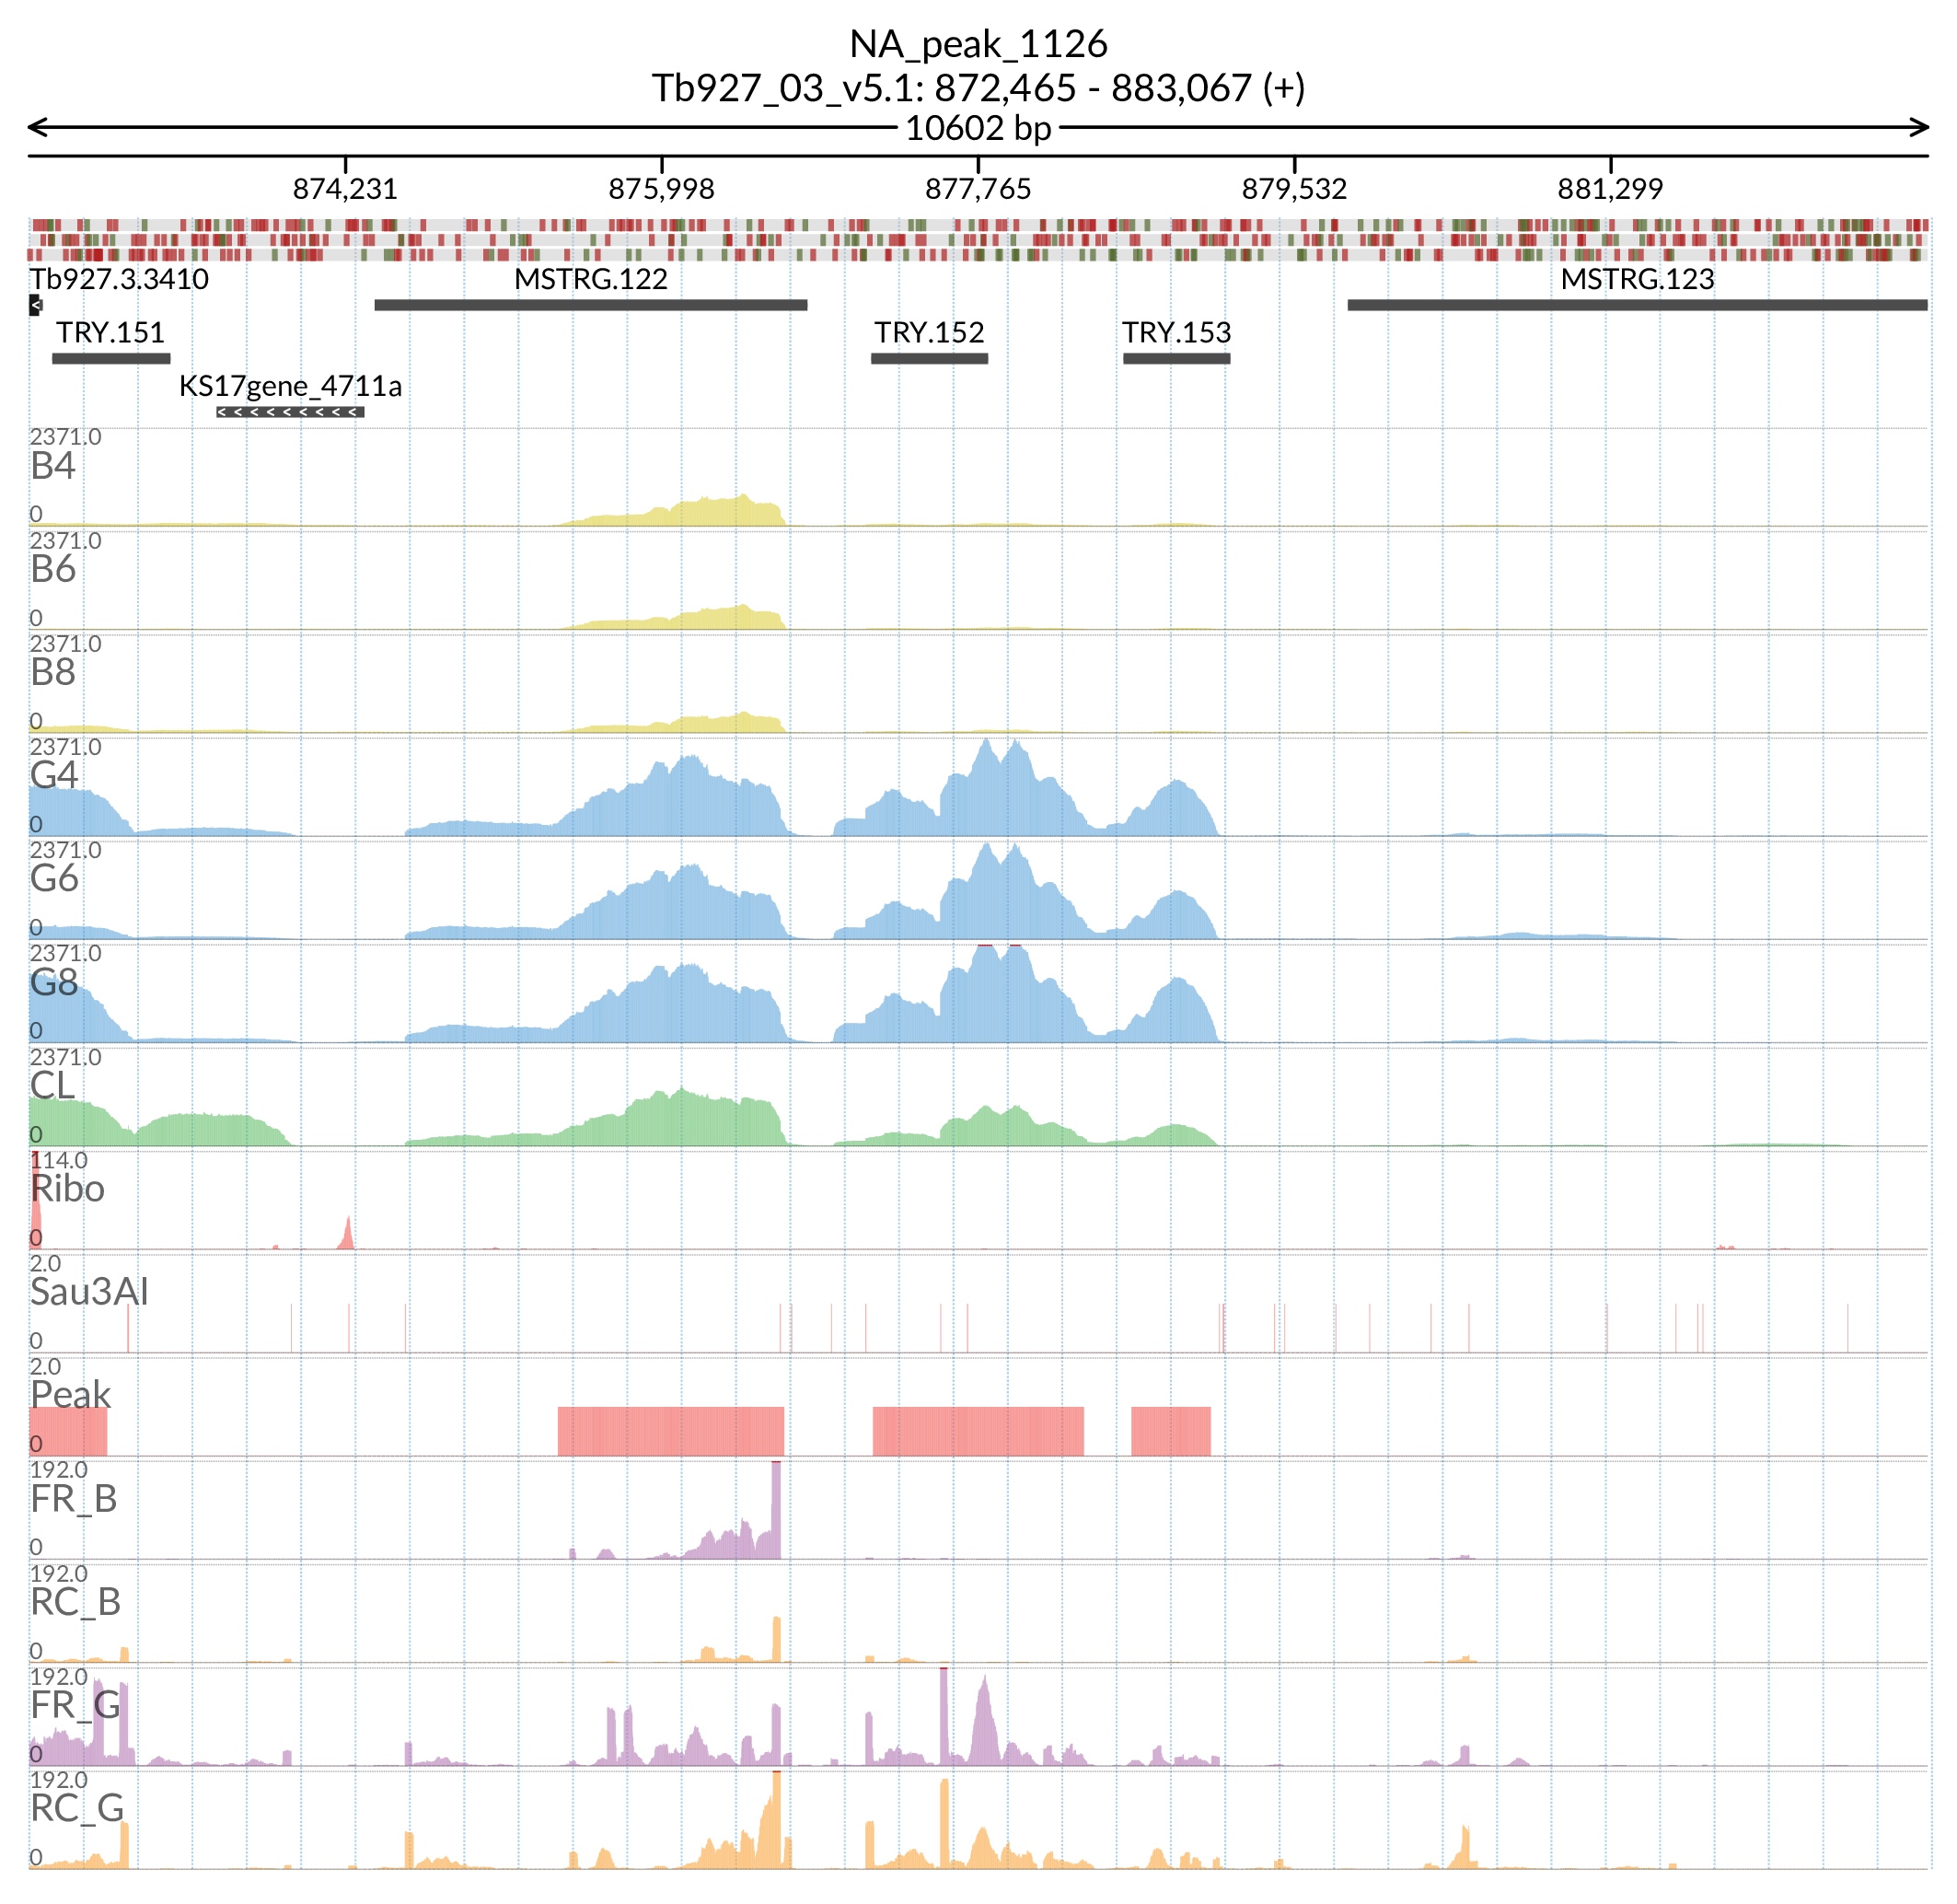 NA_peak_1126
Tb927_03_v5.1: 872,465 - 883,067 (+)
10602 bp
874,231 875,998 877,765 879,532 881,299
Tb927.3.3410 MSTRG.122 MSTRG.123
TRY.151 TRY.152 TRY.153
KS17gene_4711a
2371.0
B4
0
2371.0
B6
0
2371.0
B8
0
2371.0
G4
0
2371.0
G6
0
2371.0
G8
0
2371.0
CL
0
114.0
Ribo
0
2.0
Sau3AI
0
2.0
Peak
0
192.0
FR_B
0
192.0
RC_B
0
192.0
FR_G
0
192.0
RC_G
0